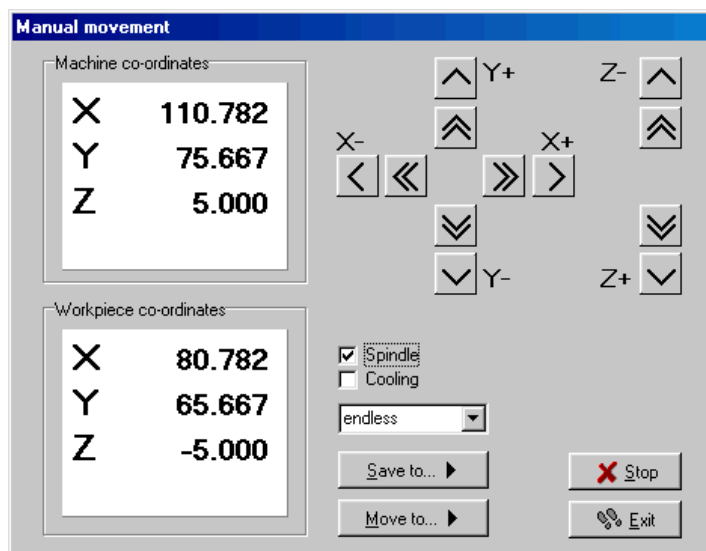 Manual movement
Machine co-ordinates
X 110.782
Y 75.667
Z 5.000
Y+
Z-
X-
X+
Y-
Z+
Workpiece co-ordinates
X 80.782
Y 65.667
Z -5.000
Spindle
Cooling
endless
Save to...
Move to...
Stop
Exit